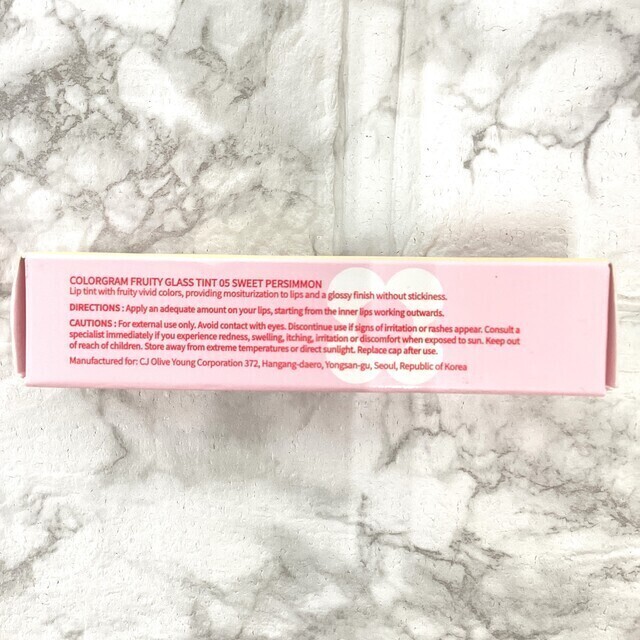 COLORGRAM FRUITY GLASS TINT 05 SWEET PERSIMMON
Lip tint with fruity vivid colors, providing mositurization to lips and a glossy finish without stickiness.
DIRECTIONS : Apply an adequate amount on your lips, starting from the inner lips working outwards.
CAUTIONS : For external use only. Avoid contact with eyes. Discontinue use if signs of irritation or rashes appear. Consult a
specialist immediately if you experience redness, swelling, itching, irritation or discomfort when exposed to sun. Keep out
of reach of children. Store away from extreme temperatures or direct sunlight. Replace cap after use.
Manufactured for: CJ Olive Young Corporation 372, Hangang-daero, Yongsan-gu, Seoul, Republic of Korea